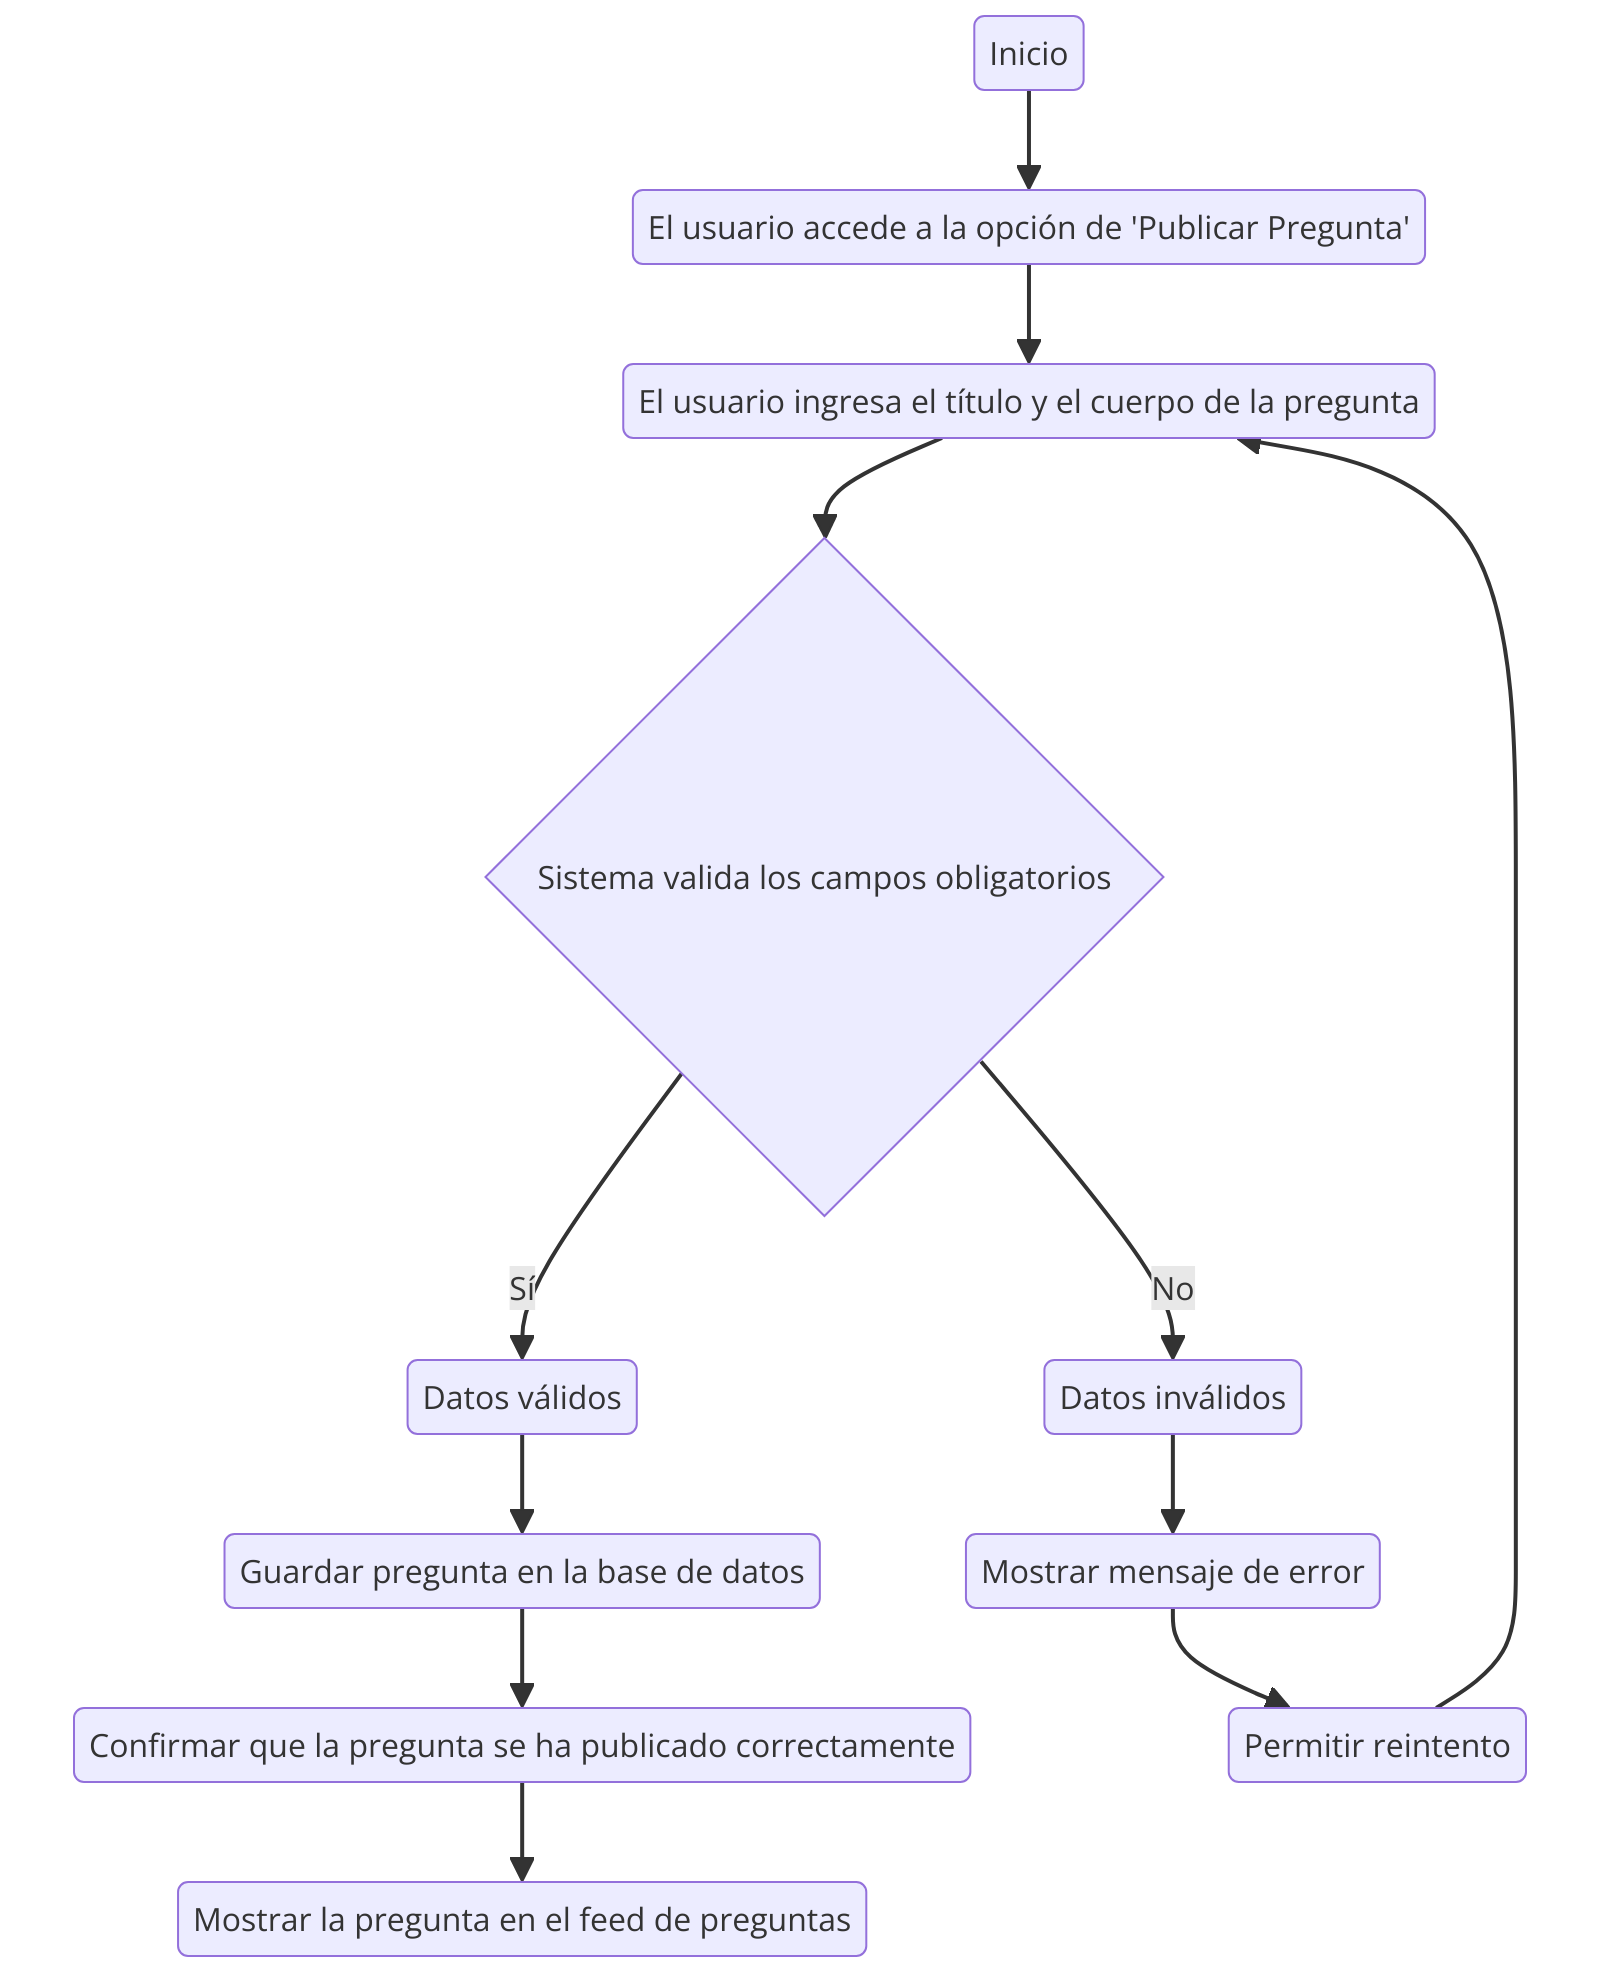 Inicio
El usuario accede a la opción de 'Publicar Pregunta'
El usuario ingresa el título y el cuerpo de la pregunta
Sistema valida los campos obligatorios
Sí
No
Datos válidos
Datos inválidos
Guardar pregunta en la base de datos
Mostrar mensaje de error
Confirmar que la pregunta se ha publicado correctamente
Permitir reintento
Mostrar la pregunta en el feed de preguntas